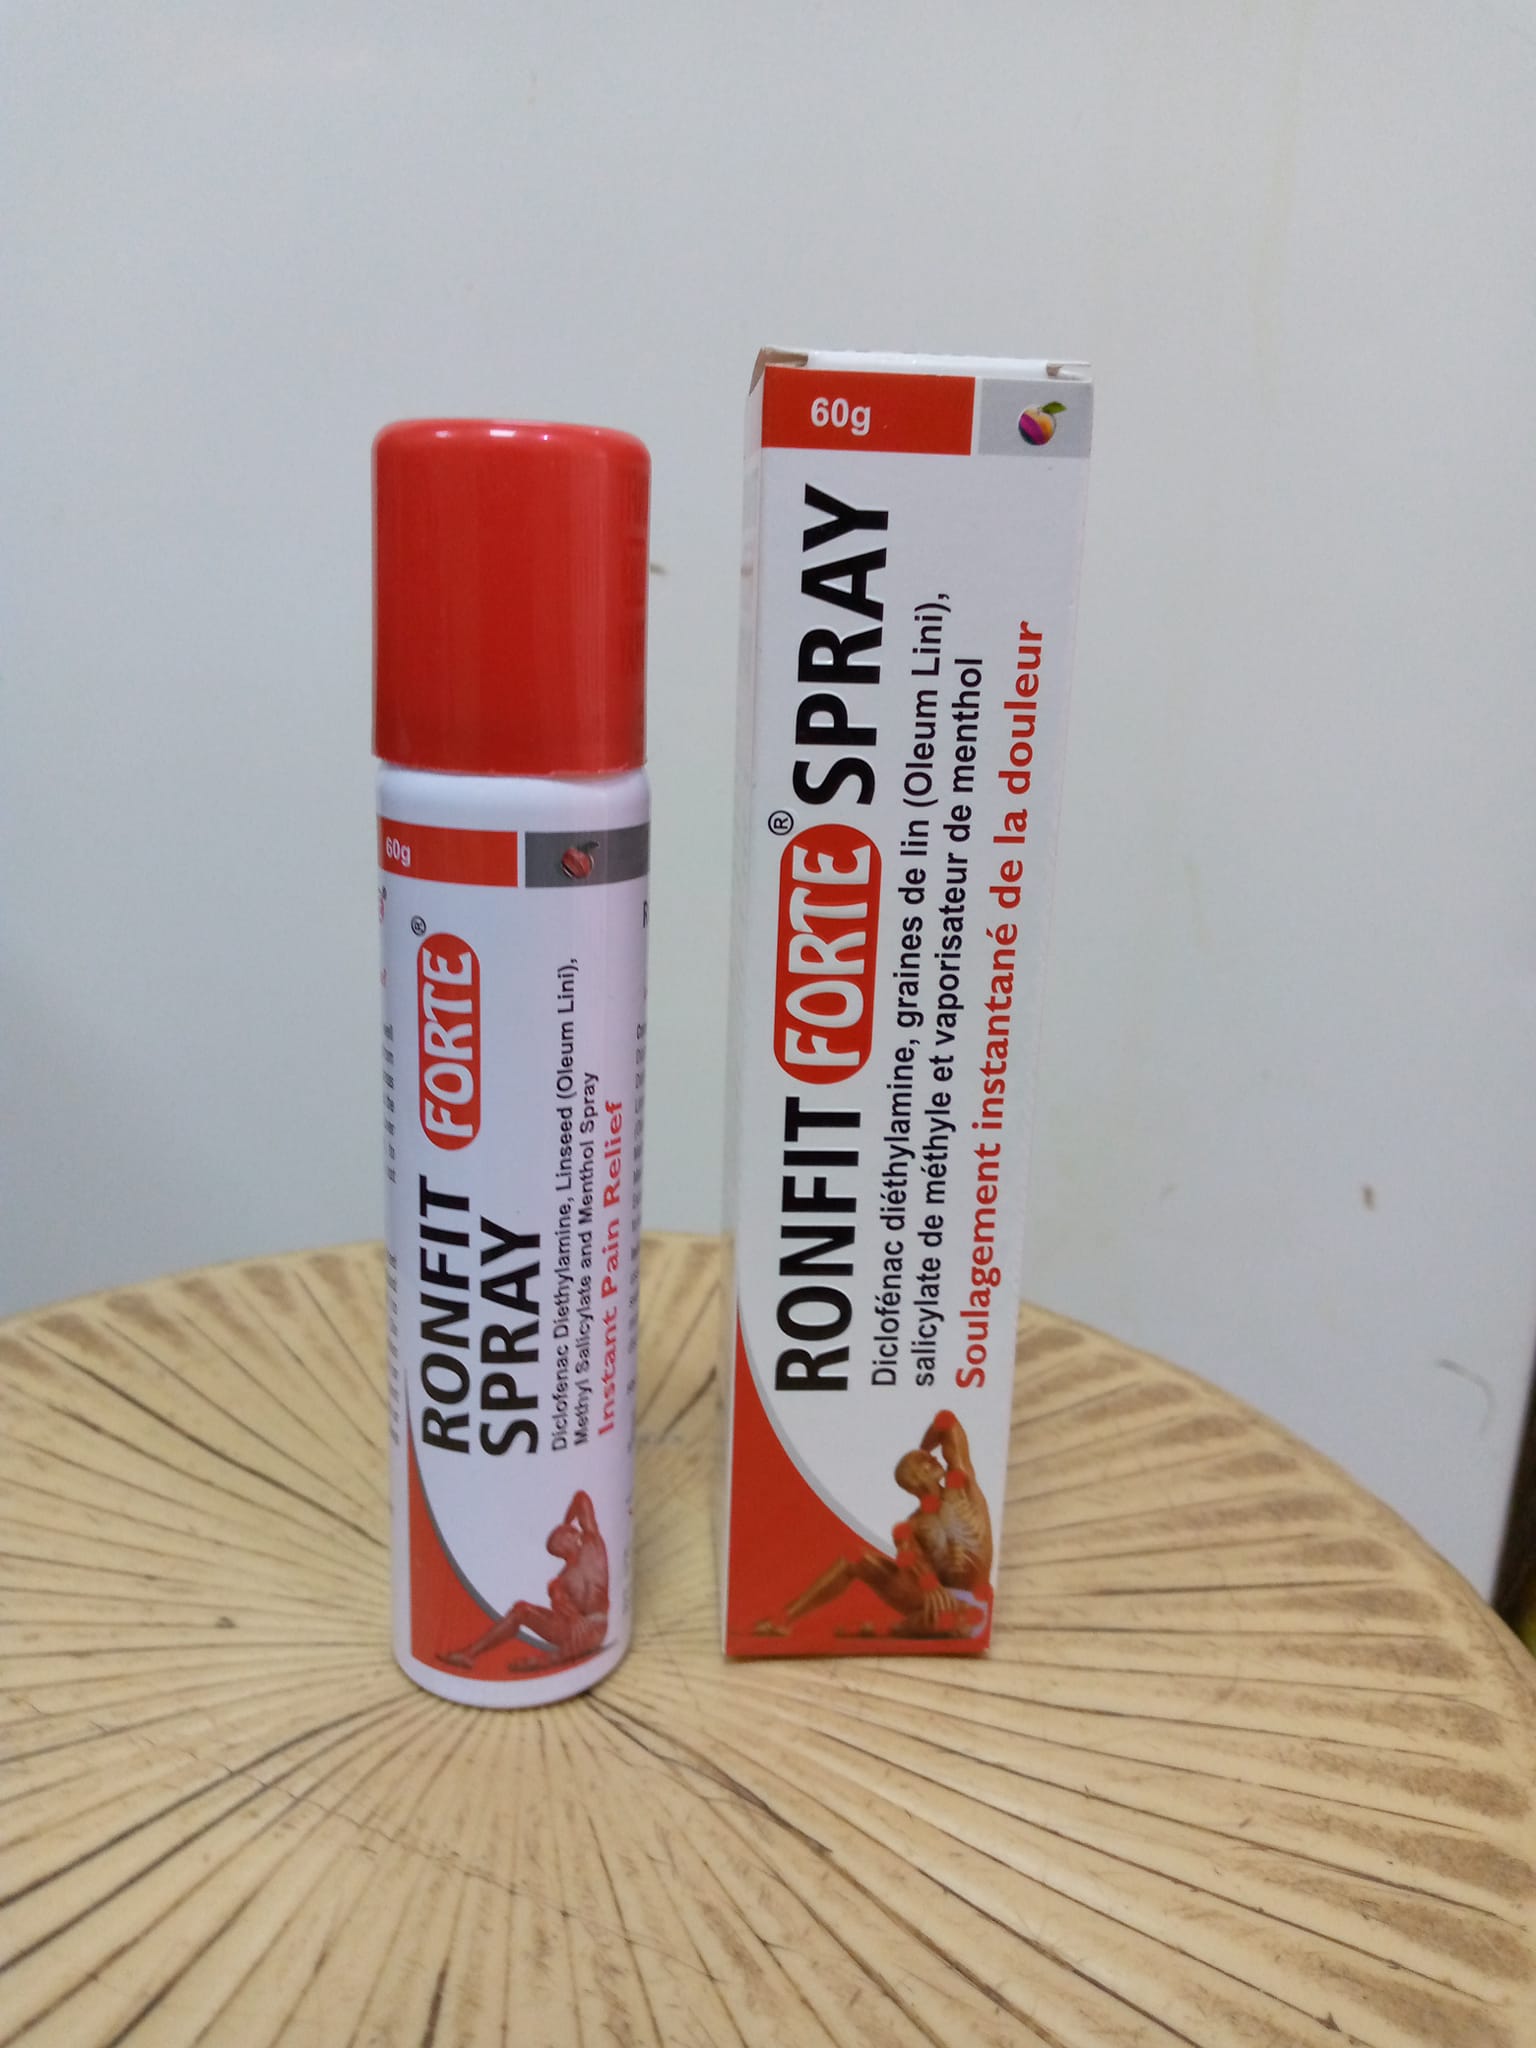 60g
RONFIT FORTE®
SPRAY
Diclofenac Diethylamine, Linseed (Oleum Lini),
Methyl Salicylate and Menthol Spray
Instant Pain Relief
60g
RONFIT FORTE® SPRAY
Diclofénac diéthylamine, graines de lin (Oleum Lini),
salicylate de méthyle et vaporisateur de menthol
Soulagement instantané de la douleur